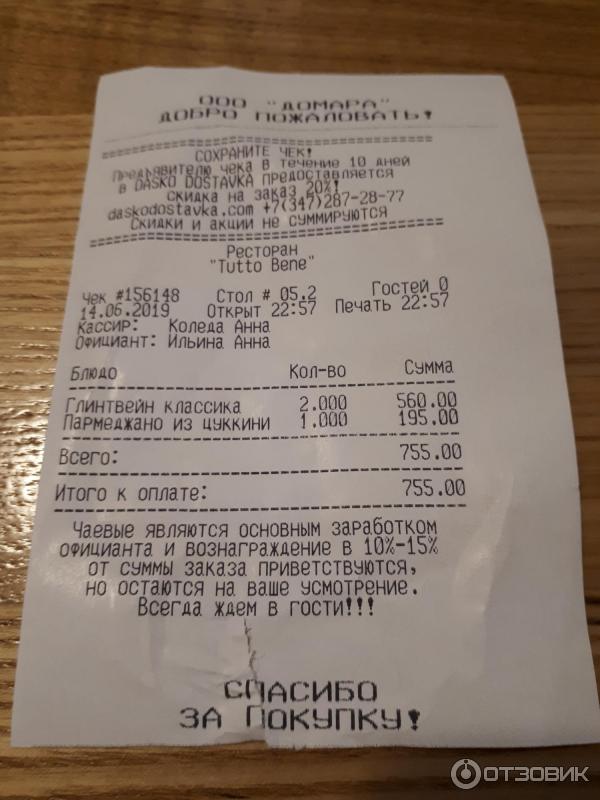 ООО "ДОМАРА"
ДОБРО ПОЖАЛОВАТЬ!
СОХРАНИТЕ ЧЕК!
Предъявителю чека в течение 10 дней
в DASKO DOSTAVKA предоставляется
скидка на заказ 20%!
daskodostavka.com +7(347)287-28-77
Скидки и акции не суммируются
Ресторан
"Tutto Bene"
Чек #156148 Стол # 05.2 Гостей 0
14.06.2019 Открыт 22:57 Печать 22:57
Кассир: Коледа Анна
Официант: Ильина Анна
Блюдо Кол-во Сумма
Глинтвейн классика 2.000 560.00
Пармеджано из цуккини 1.000 195.00
Всего: 755.00
Итого к оплате: 755.00
Чаевые являются основным заработком
официанта и вознаграждение в 10%-15%
от суммы заказа приветствуются,
но остаются на ваше усмотрение.
Всегда ждем в гости!!!
СПАСИБО
ЗА ПОКУПКУ!
ОТЗОВИК